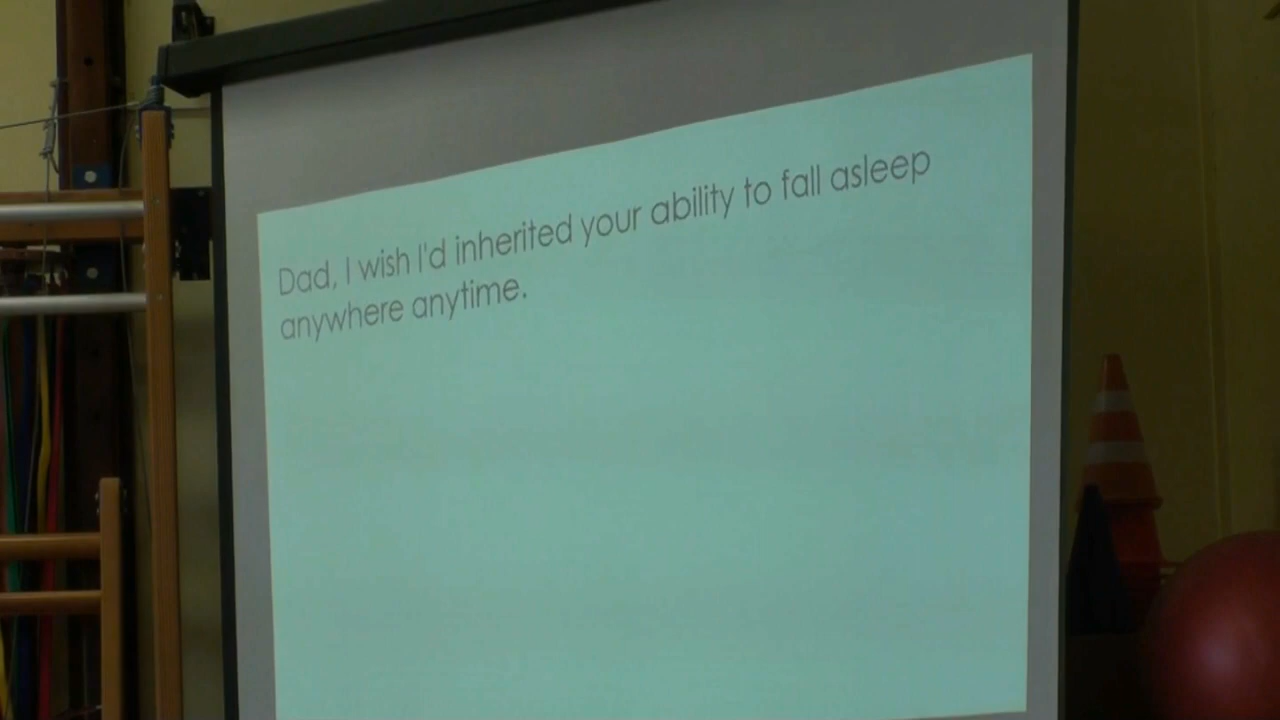 Dad, I wish I'd inherited your ability to fall asleep
anywhere anytime.